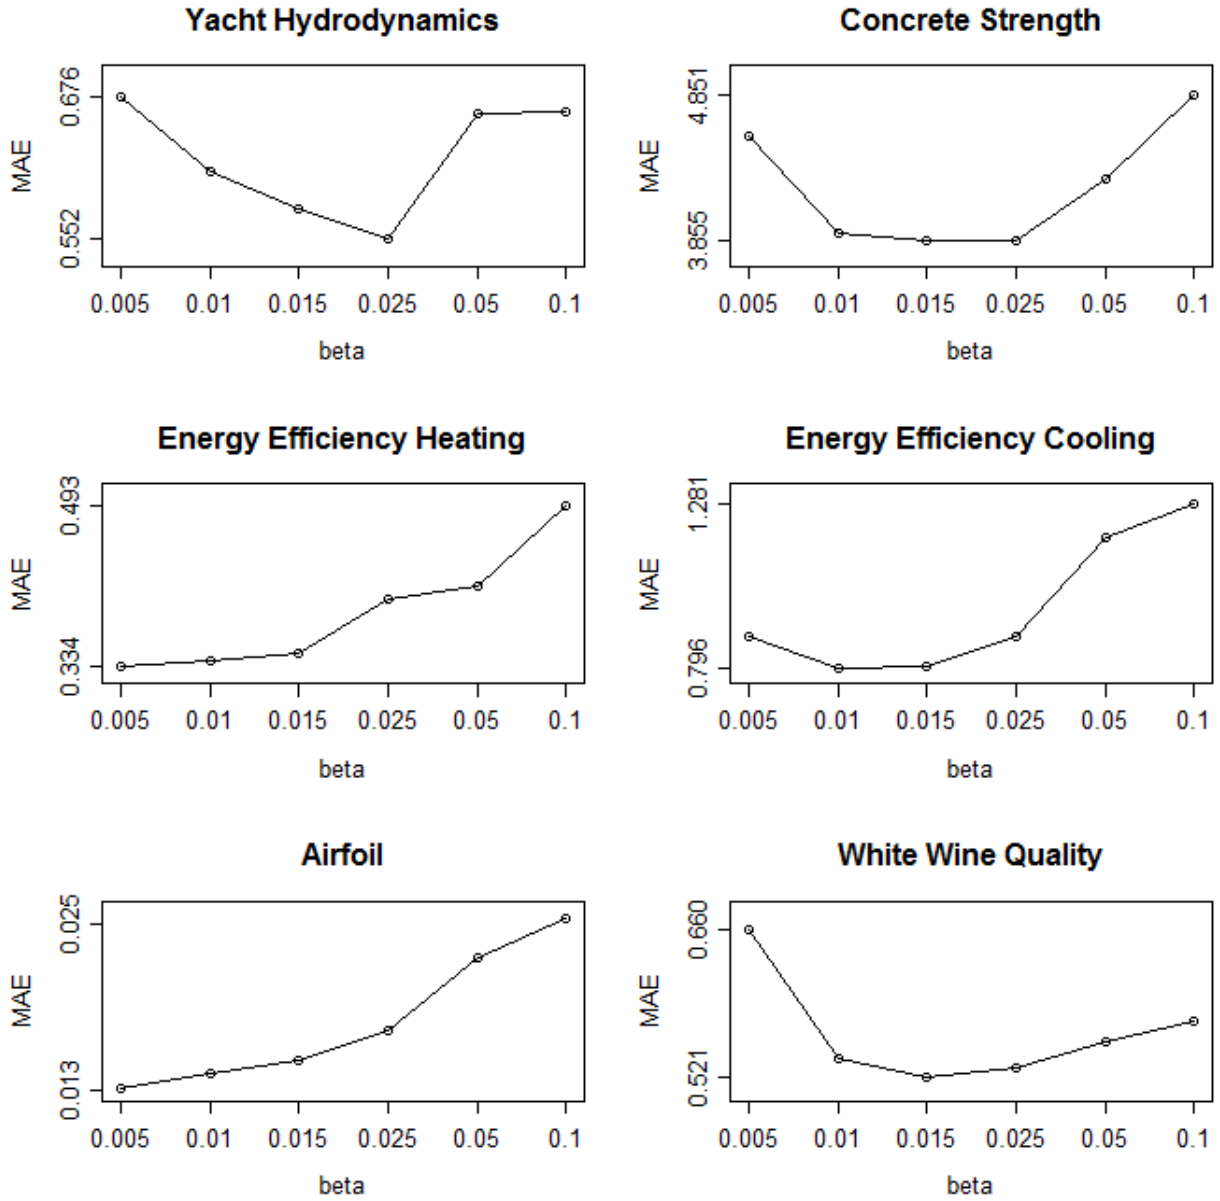 Yacht Hydrodynamics
MAE
0.676
0.552
0.005 0.01 0.015 0.025 0.05 0.1
beta
Concrete Strength
MAE
4.851
3.855
0.005 0.01 0.015 0.025 0.05 0.1
beta
Energy Efficiency Heating
MAE
0.493
0.334
0.005 0.01 0.015 0.025 0.05 0.1
beta
Energy Efficiency Cooling
MAE
1.281
0.796
0.005 0.01 0.015 0.025 0.05 0.1
beta
Airfoil
MAE
0.025
0.013
0.005 0.01 0.015 0.025 0.05 0.1
beta
White Wine Quality
MAE
0.660
0.521
0.005 0.01 0.015 0.025 0.05 0.1
beta